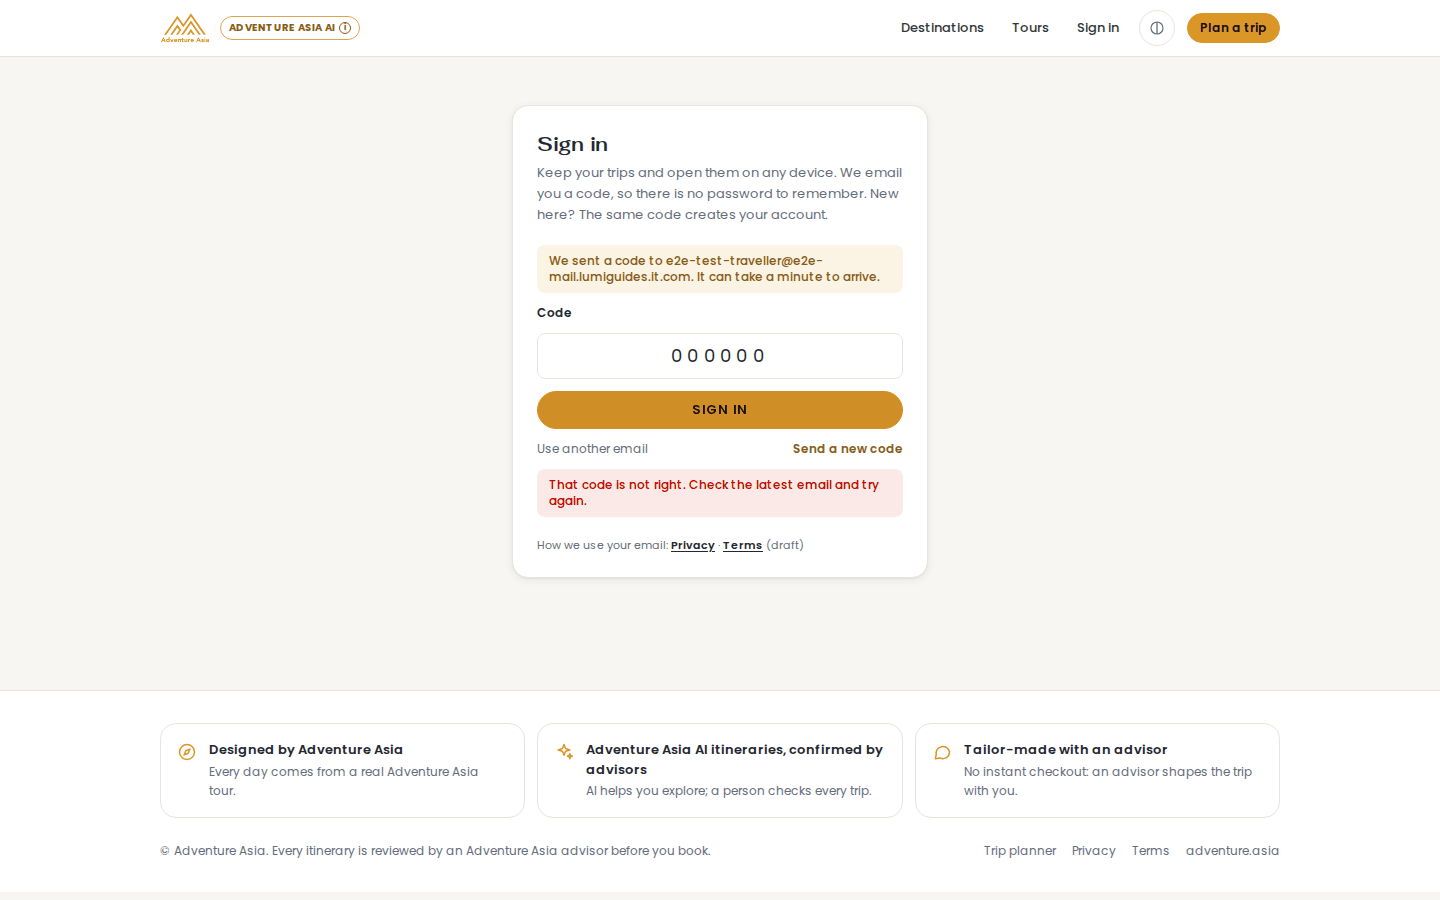 Adventure Asia
ADVENTURE ASIA AI
Destinations
Tours
Sign in
Plan a trip
Sign in
Keep your trips and open them on any device. We email
you a code, so there is no password to remember. New
here? The same code creates your account.
We sent a code to e2e-test-traveller@e2e-
mail.lumiguides.it.com. It can take a minute to arrive.
Code
000000
SIGN IN
Use another email
Send a new code
That code is not right. Check the latest email and try
again.
How we use your email: Privacy · Terms (draft)
Designed by Adventure Asia
Every day comes from a real Adventure Asia
tour.
Adventure Asia AI itineraries, confirmed by
advisors
AI helps you explore; a person checks every trip.
Tailor-made with an advisor
No instant checkout: an advisor shapes the trip
with you.
© Adventure Asia. Every itinerary is reviewed by an Adventure Asia advisor before you book.
Trip planner
Privacy
Terms
adventure.asia